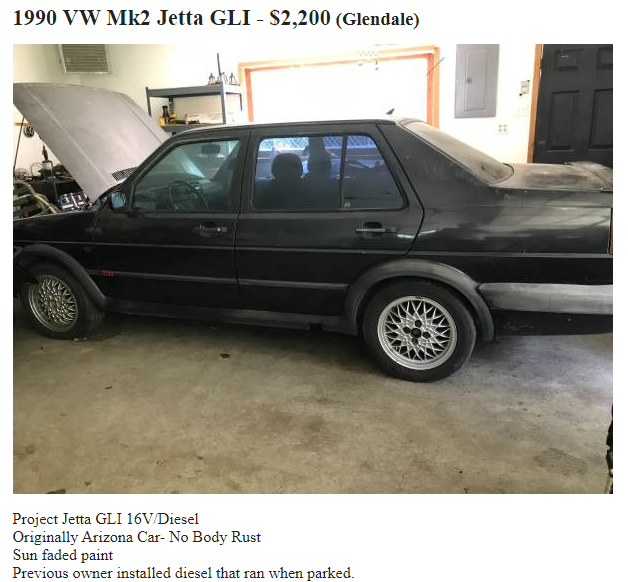 1990 VW Mk2 Jetta GLI - $2,200 (Glendale)
Project Jetta GLI 16V/Diesel
Originally Arizona Car- No Body Rust
Sun faded paint
Previous owner installed diesel that ran when parked.